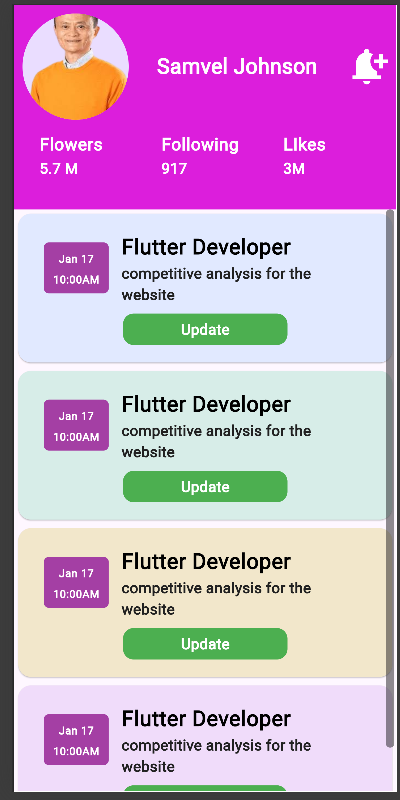 Samvel Johnson
Flowers Following LIkes
5.7 M 917 3M
Flutter Developer
Jan 17
10:00AM
competitive analysis for the
website
Update
Flutter Developer
Jan 17
10:00AM
competitive analysis for the
website
Update
Flutter Developer
Jan 17
10:00AM
competitive analysis for the
website
Update
Flutter Developer
Jan 17
10:00AM
competitive analysis for the
website